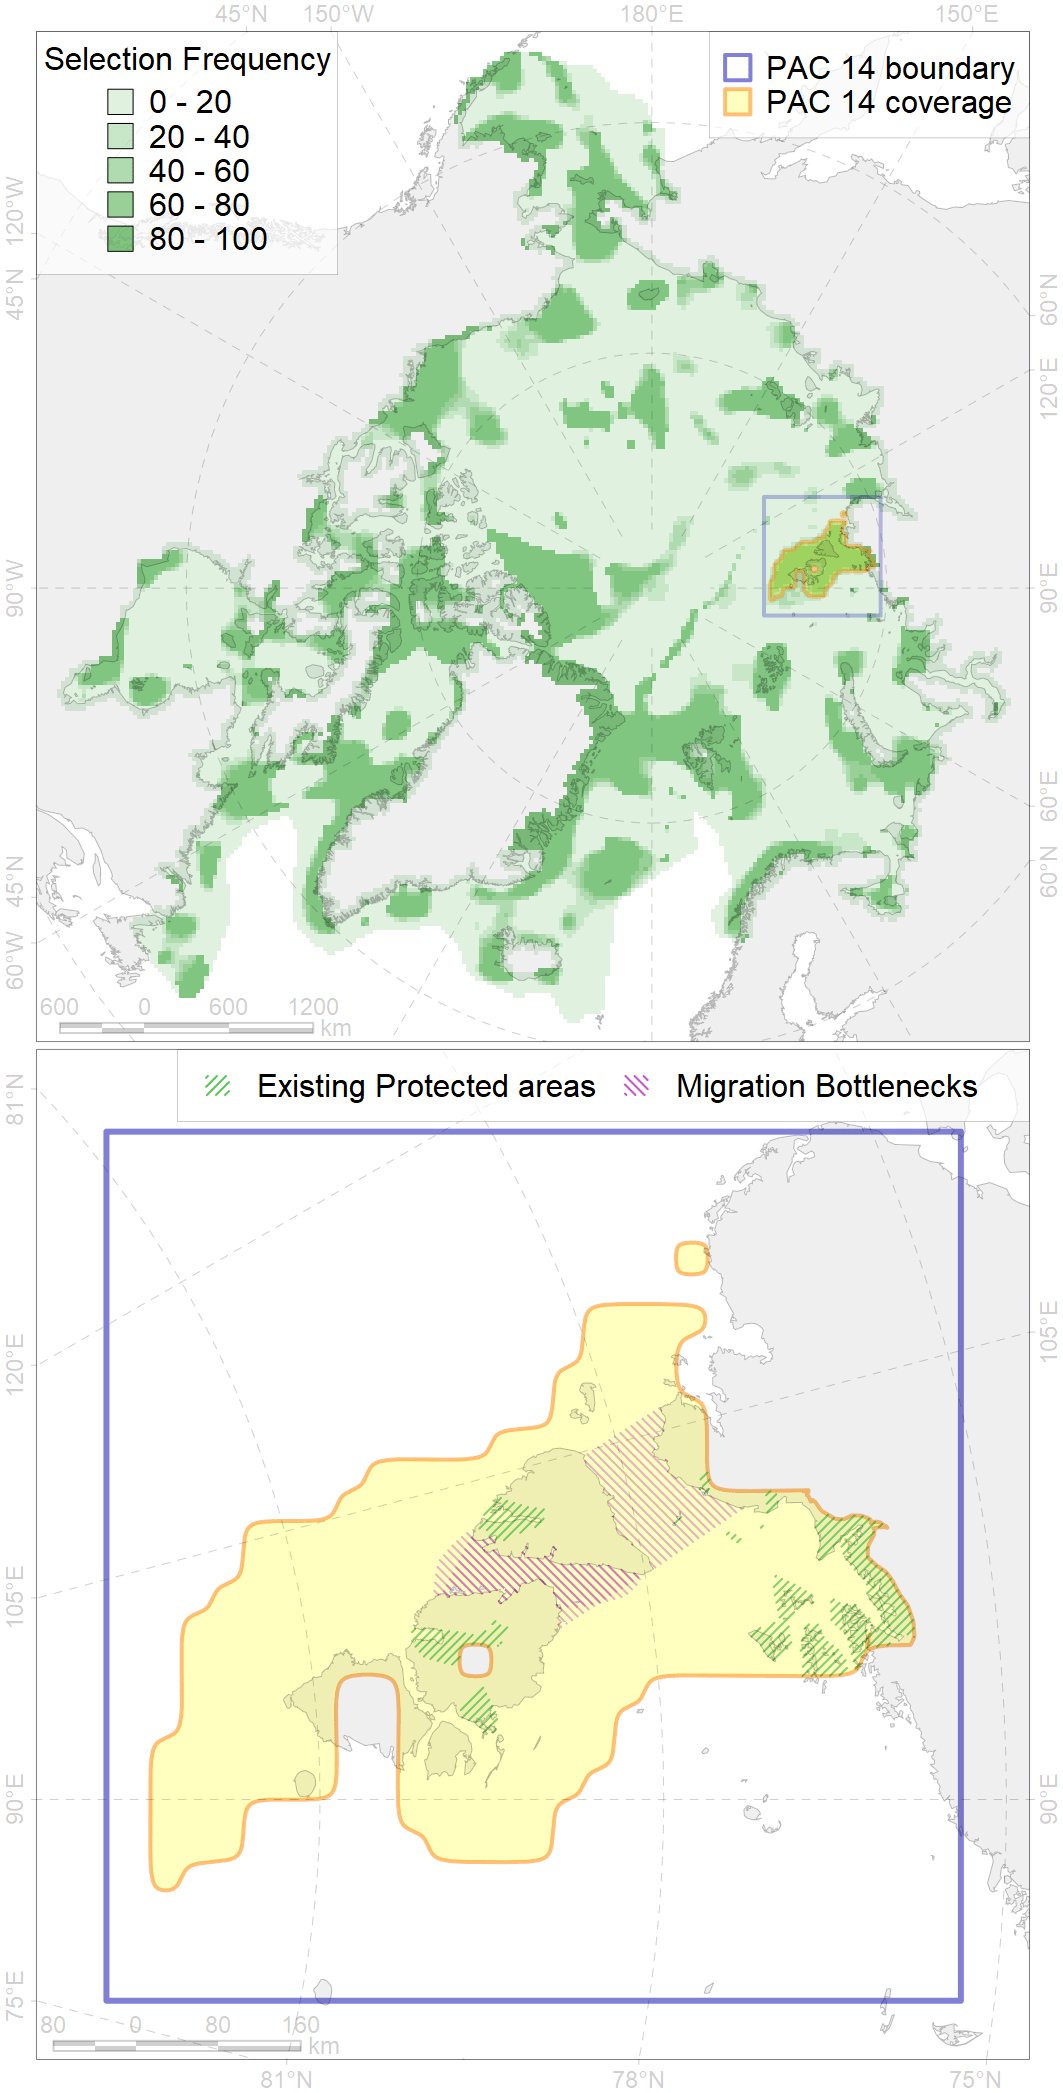 45°N 150°W 180°E 150°E
Selection Frequency
0 - 20
20 - 40
40 - 60
60 - 80
80 - 100
PAC 14 boundary
PAC 14 coverage
120°W
45°N
90°W
45°N
60°W
60°N
120°E
90°E
60°E
60°N
600 0 600 1200
km
Existing Protected areas Migration Bottlenecks
81°N
120°E
105°E
90°E
75°E
105°E
90°E
80 0 80 160
km
81°N 78°N 75°N